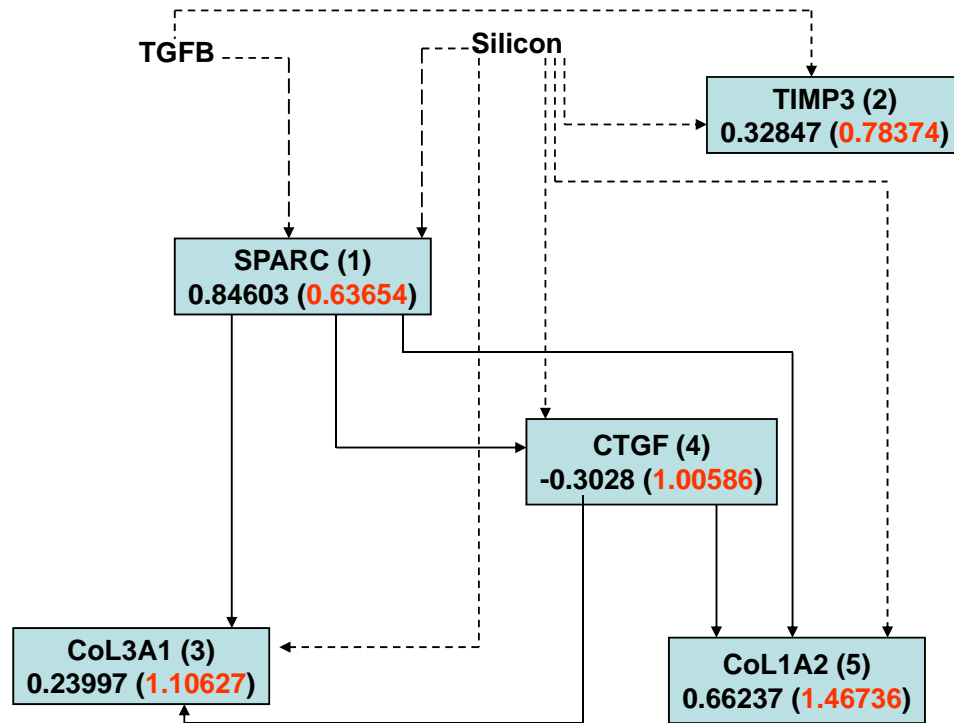 TGFB
Silicon
TIMP3 (2)
0.32847 (0.78374)
SPARC (1)
0.84603 (0.63654)
CTGF (4)
-0.3028 (1.00586)
CoL3A1 (3)
0.23997 (1.10627)
CoL1A2 (5)
0.66237 (1.46736)